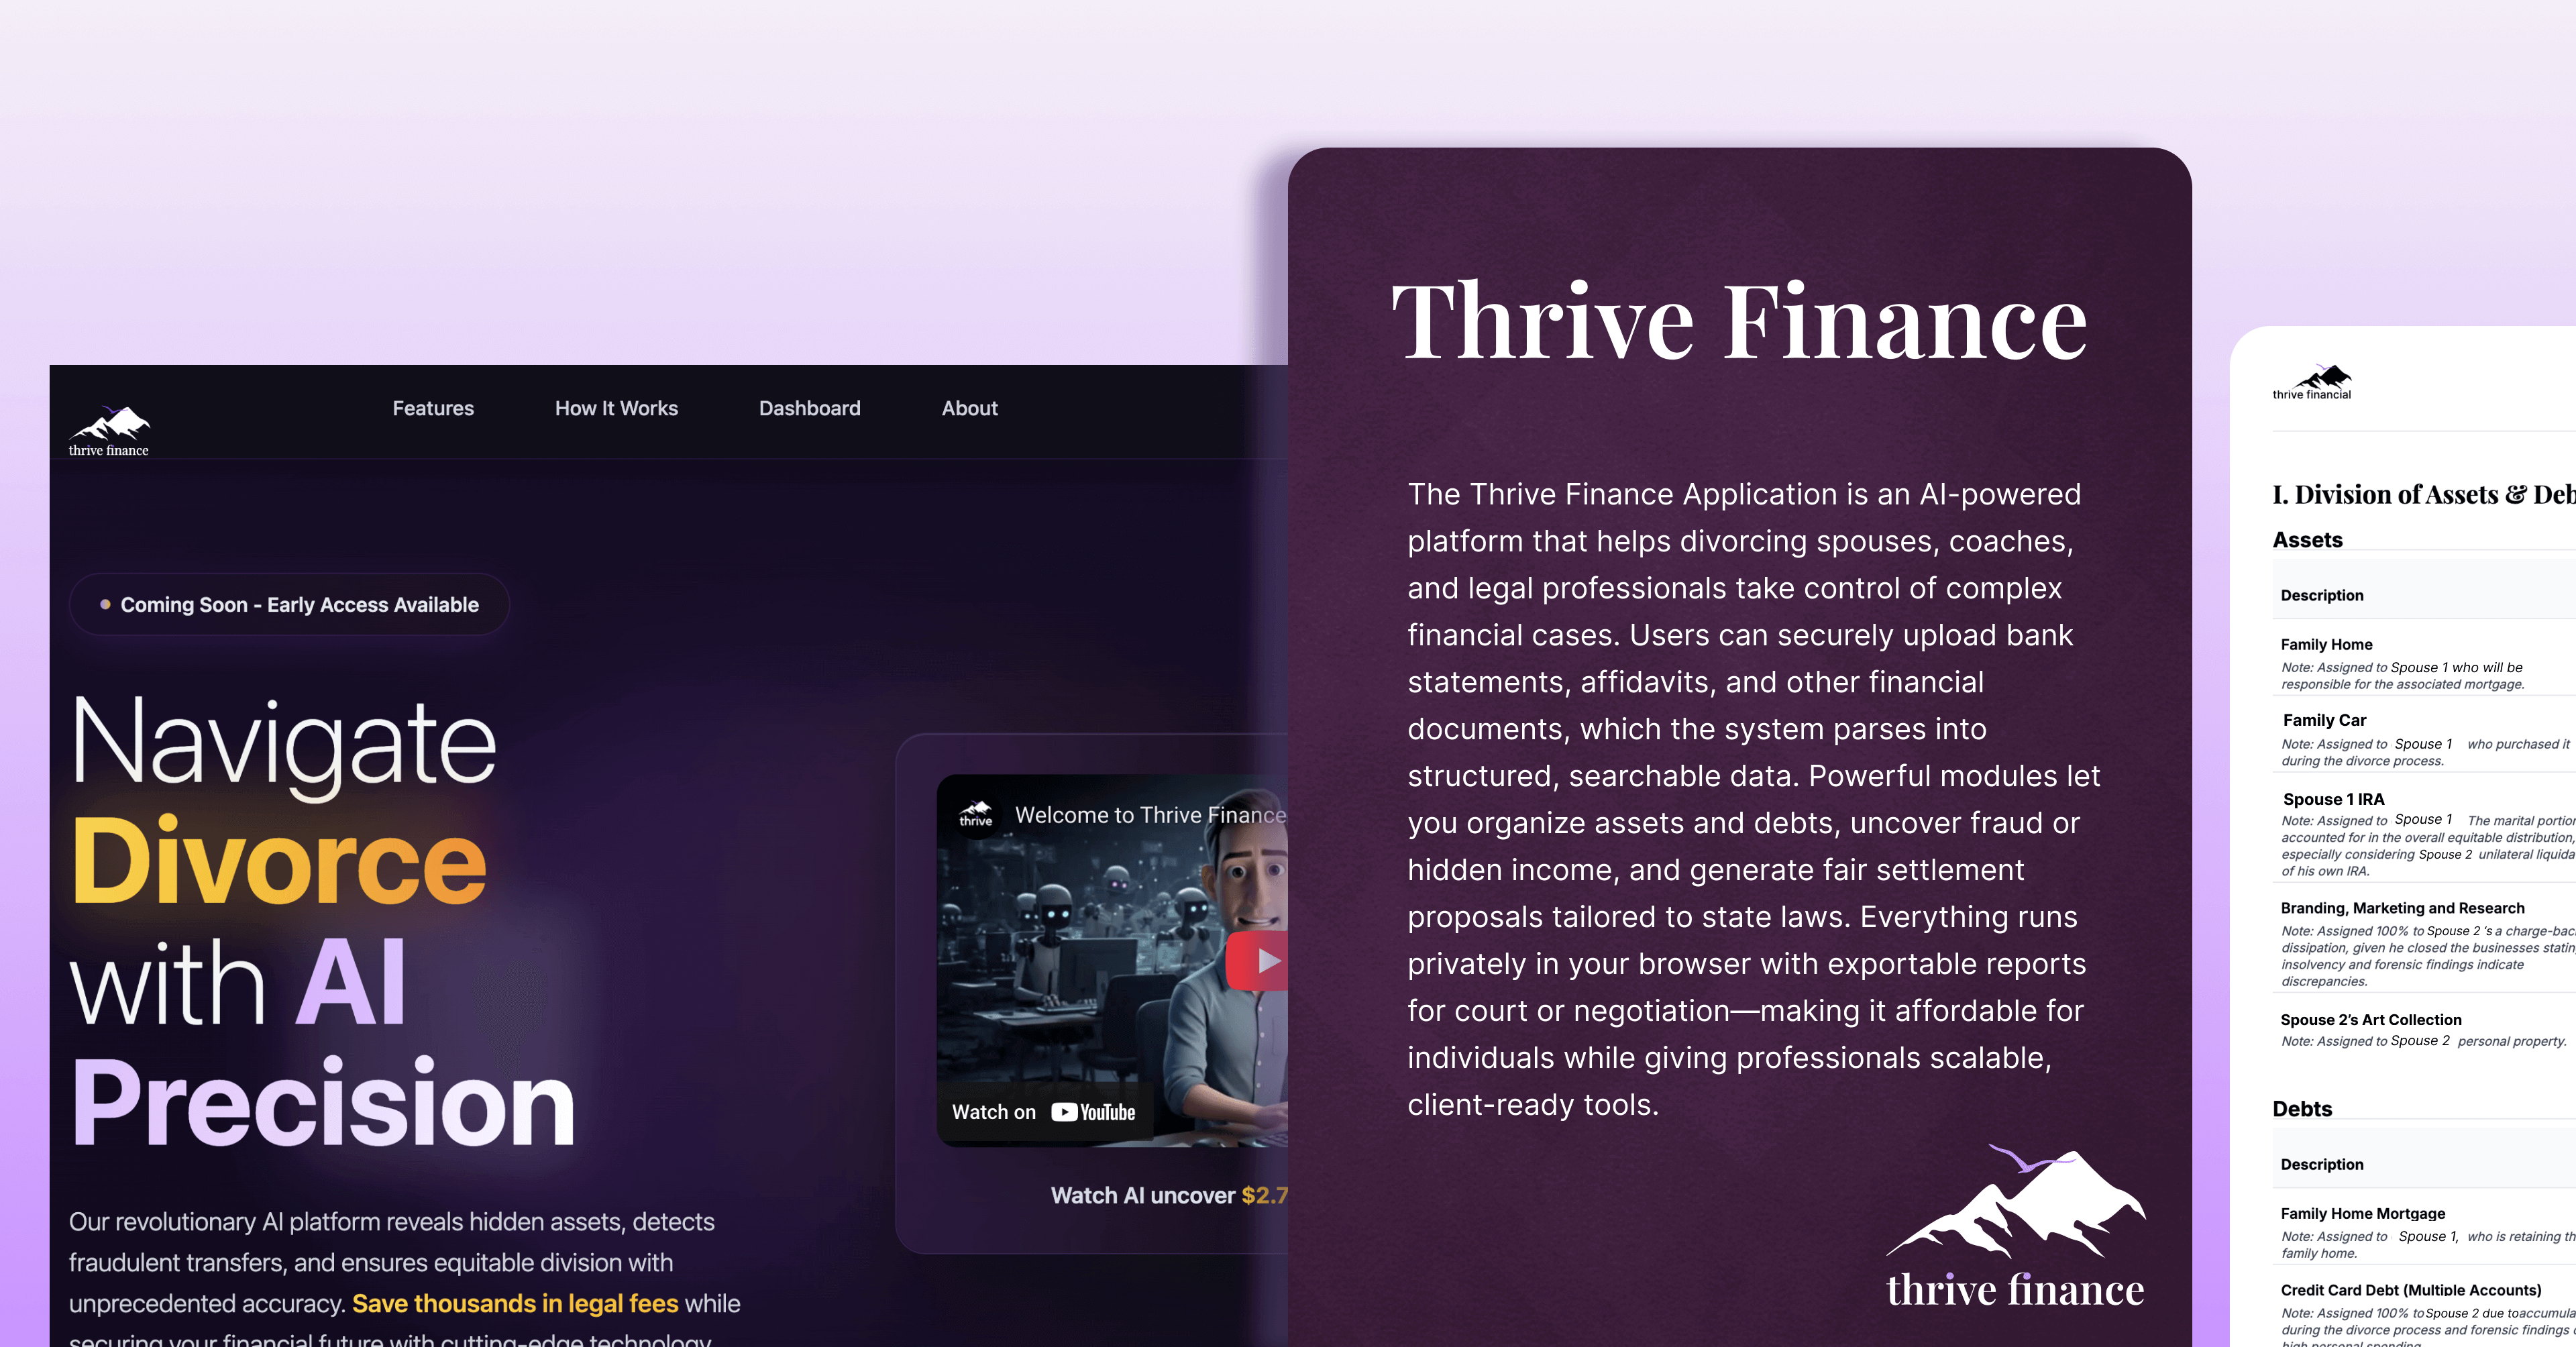 thrive finance
Features
How It Works
Dashboard
About
Coming Soon - Early Access Available
Navigate
Divorce
with AI
Precision
Our revolutionary AI platform reveals hidden assets, detects
fraudulent transfers, and ensures equitable division with
unprecedented accuracy. Save thousands in legal fees while
securing your financial future with cutting-edge technology
thrive
Welcome to Thrive Finance
Watch on YouTube
Watch AI uncover $2.7
Thrive Finance
The Thrive Finance Application is an AI-powered
platform that helps divorcing spouses, coaches,
and legal professionals take control of complex
financial cases. Users can securely upload bank
statements, affidavits, and other financial
documents, which the system parses into
structured, searchable data. Powerful modules let
you organize assets and debts, uncover fraud or
hidden income, and generate fair settlement
proposals tailored to state laws. Everything runs
privately in your browser with exportable reports
for court or negotiation—making it affordable for
individuals while giving professionals scalable,
client-ready tools.
thrive finance
thrive financial
I. Division of Assets & Deb
Assets
Description
Family Home
Note: Assigned to Spouse 1 who will be
responsible for the associated mortgage.
Family Car
Note: Assigned to Spouse 1 who purchased it
during the divorce process.
Spouse 1 IRA
Note: Assigned to Spouse 1 The marital portion
accounted for in the overall equitable distribution,
especially considering Spouse 2 unilateral liquida
of his own IRA.
Branding, Marketing and Research
Note: Assigned 100% to Spouse 2 's a charge-bac
dissipation, given he closed the businesses statin
insolvency and forensic findings indicate
discrepancies.
Spouse 2's Art Collection
Note: Assigned to Spouse 2 personal property.
Debts
Description
Family Home Mortgage
Note: Assigned to Spouse 1, who is retaining th
family home.
Credit Card Debt (Multiple Accounts)
Note: Assigned 100% to Spouse 2 due to accumula
during the divorce process and forensic findings
high personal spending